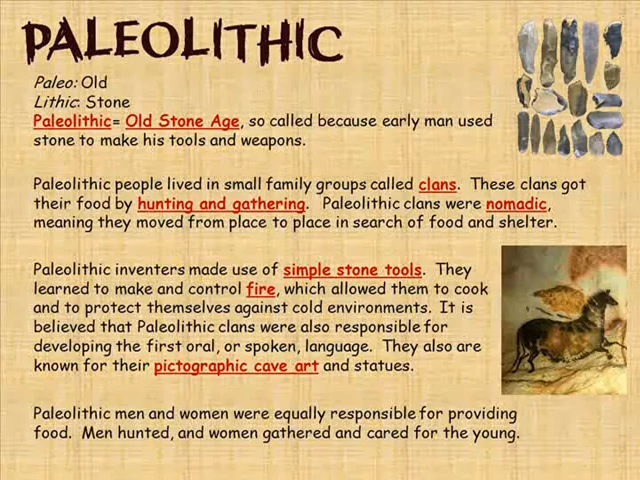 PALEOLITHIC
Paleo: Old
Lithic: Stone
Paleolithic= Old Stone Age, so called because early man used
stone to make his tools and weapons.
Paleolithic people lived in small family groups called clans. These clans got
their food by hunting and gathering. Paleolithic clans were nomadic,
meaning they moved from place to place in search of food and shelter.
Paleolithic inventers made use of simple stone tools. They
learned to make and control fire, which allowed them to cook
and to protect themselves against cold environments. It is
believed that Paleolithic clans were also responsible for
developing the first oral, or spoken, language. They also are
known for their pictographic cave art and statues.
Paleolithic men and women were equally responsible for providing
food. Men hunted, and women gathered and cared for the young.